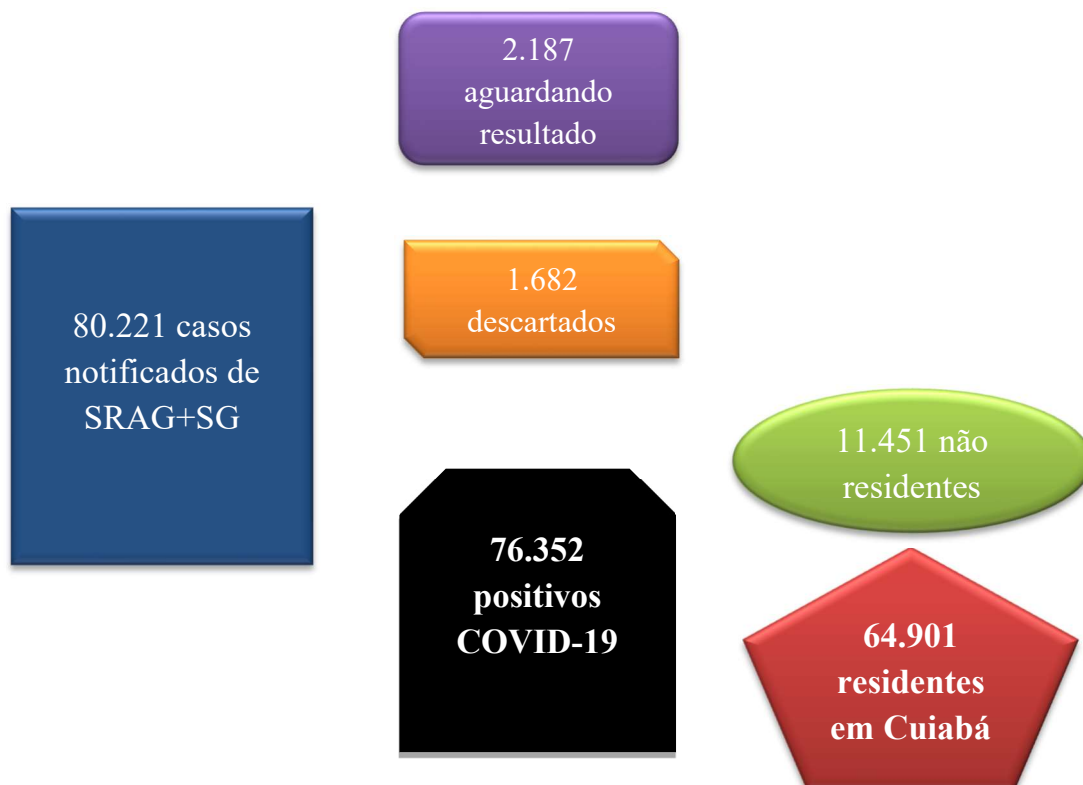 2.187
aguardando
resultado
80.221 casos
notificados de
SRAG+SG
1.682
descartados
76.352
positivos
COVID-19
11.451 não
residentes
64.901
residentes
em Cuiabá